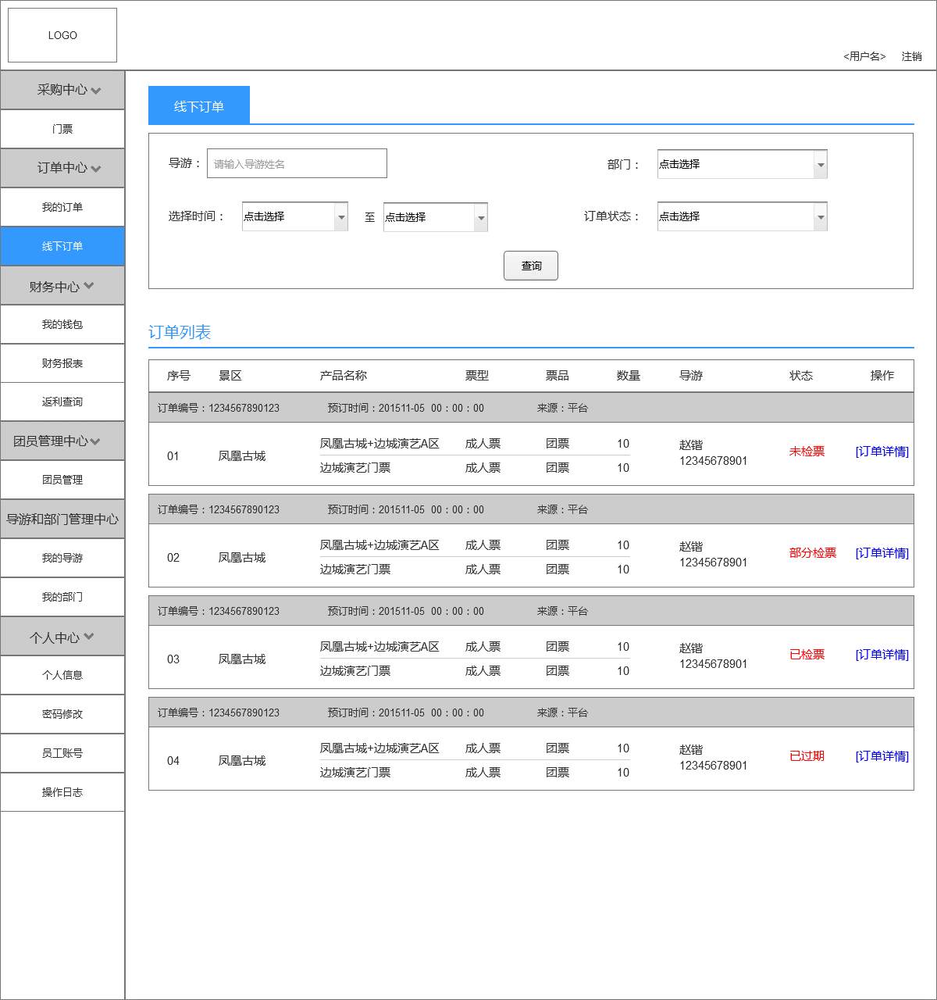 LOGO
<用户名> 注销
采购中心
门票
订单中心
我的订单
线下订单
财务中心
我的钱包
财务报表
返利查询
团员管理中心
团员管理
导游和部门管理中心
我的导游
我的部门
个人中心
个人信息
密码修改
员工账号
操作日志
线下订单
导游： 请输入导游姓名 部门： 点击选择
选择时间： 点击选择 至 点击选择 订单状态： 点击选择
查询
订单列表
序号 景区 产品名称 票型 票品 数量 导游 状态 操作
订单编号：1234567890123 预订时间：201511-05 00：00：00 来源：平台
01 凤凰古城 凤凰古城+边城演艺A区 成人票 团票 10 赵锴 未检票 [订单详情]
边城演艺门票 成人票 团票 10 12345678901
订单编号：1234567890123 预订时间：201511-05 00：00：00 来源：平台
02 凤凰古城 凤凰古城+边城演艺A区 成人票 团票 10 赵锴 部分检票 [订单详情]
边城演艺门票 成人票 团票 10 12345678901
订单编号：1234567890123 预订时间：201511-05 00：00：00 来源：平台
03 凤凰古城 凤凰古城+边城演艺A区 成人票 团票 10 赵锴 已检票 [订单详情]
边城演艺门票 成人票 团票 10 12345678901
订单编号：1234567890123 预订时间：201511-05 00：00：00 来源：平台
04 凤凰古城 凤凰古城+边城演艺A区 成人票 团票 10 赵锴 已过期 [订单详情]
边城演艺门票 成人票 团票 10 12345678901